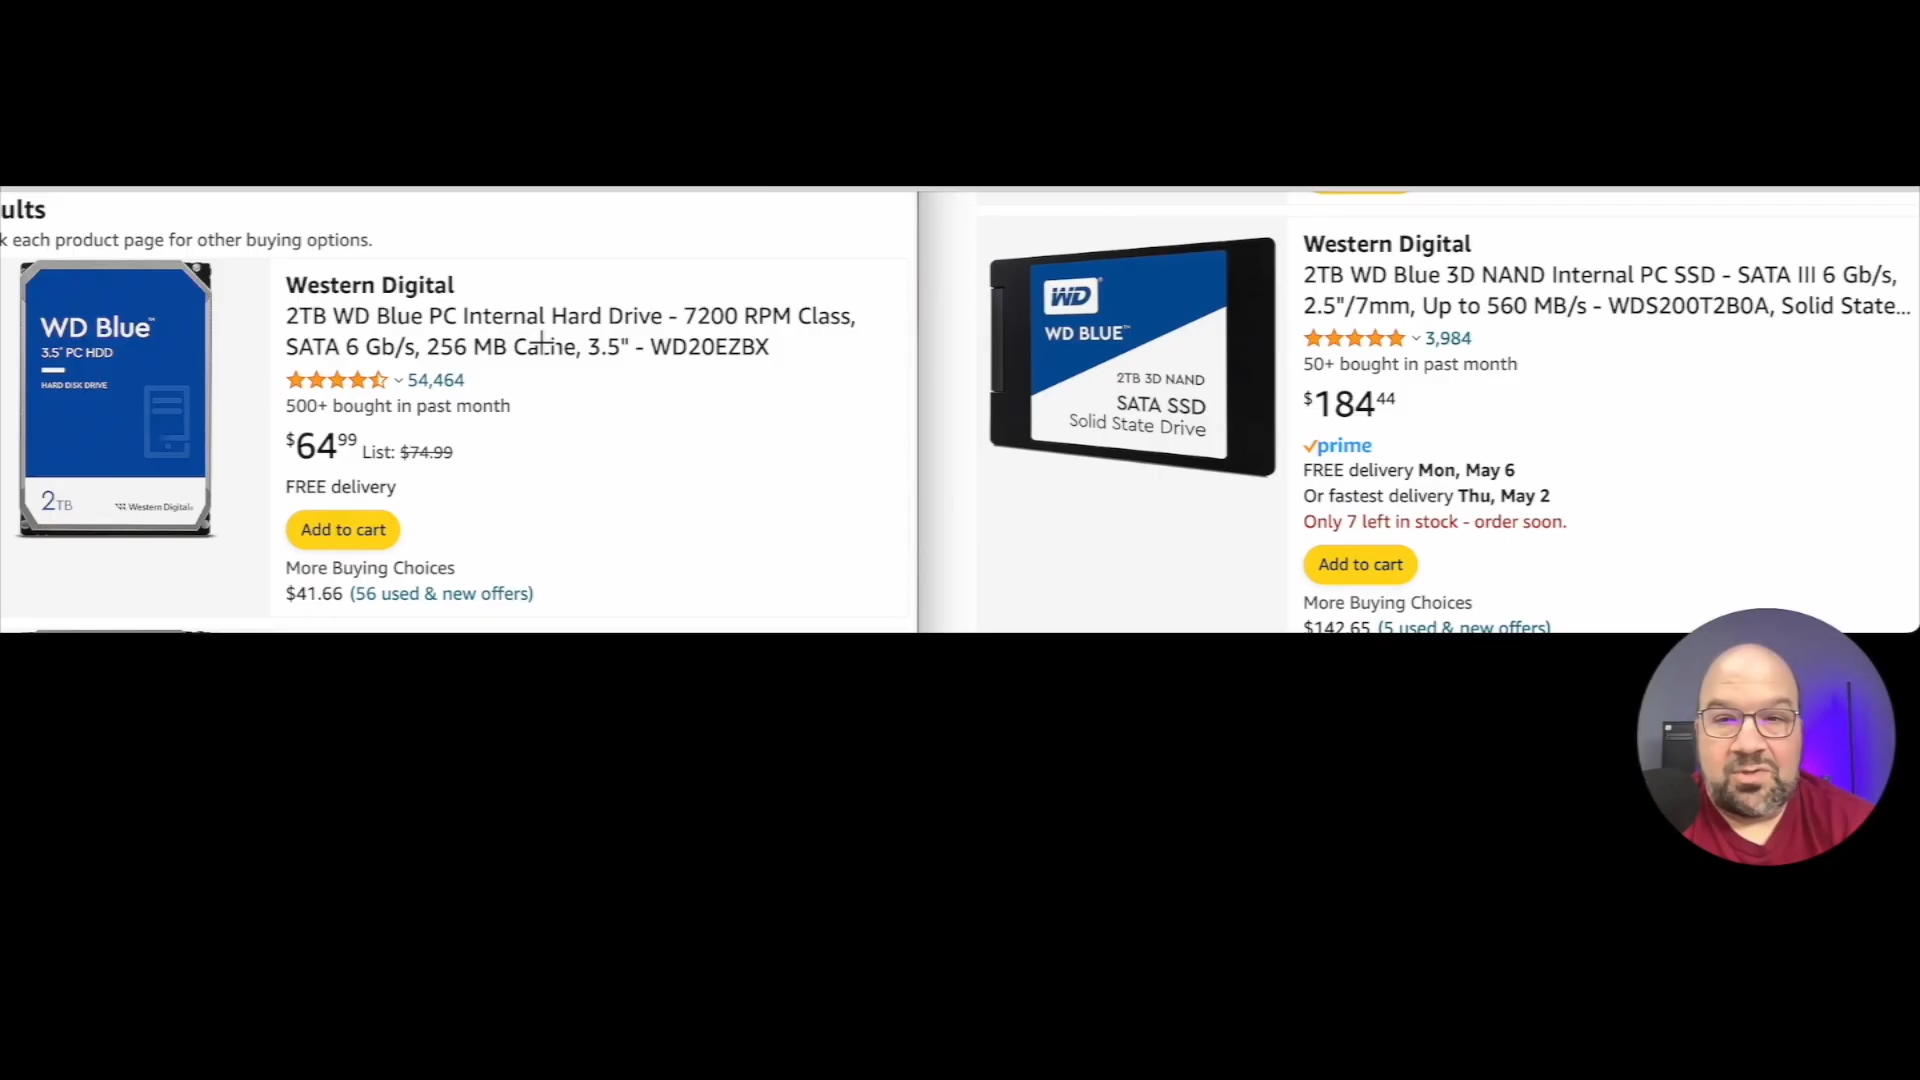 ults
k each product page for other buying options.
WD Blue™
3.5" PC HDD
HARD DISK DRIVE
2TB
Western Digital
Western Digital
2TB WD Blue PC Internal Hard Drive - 7200 RPM Class,
SATA 6 Gb/s, 256 MB Cache, 3.5" - WD20EZBX
54,464
500+ bought in past month
$64.99 List: $74.99
FREE delivery
Add to cart
More Buying Choices
$41.66 (56 used & new offers)
WD
WD BLUE™
2TB 3D NAND
SATA SSD
Solid State Drive
Western Digital
2TB WD Blue 3D NAND Internal PC SSD - SATA III 6 Gb/s,
2.5"/7mm, Up to 560 MB/s - WDS200T2B0A, Solid State...
3,984
50+ bought in past month
$184.44
prime
FREE delivery Mon, May 6
Or fastest delivery Thu, May 2
Only 7 left in stock - order soon.
Add to cart
More Buying Choices
$142.65 (5 used & new offers)